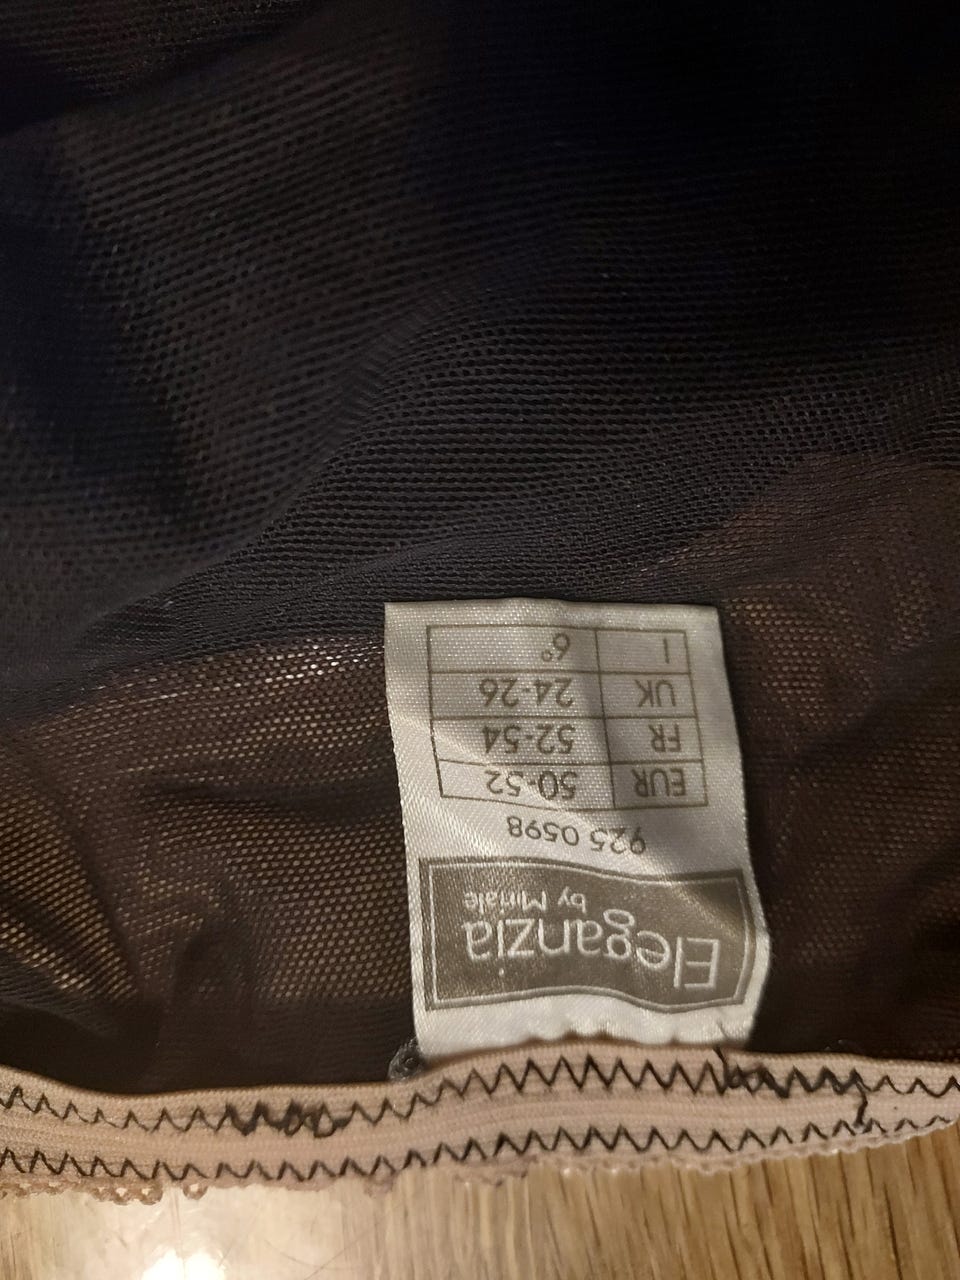 Eleganzia
by Miriale
925 0598
EUR 50-52
FR 52-54
UK 24-26
I 6°